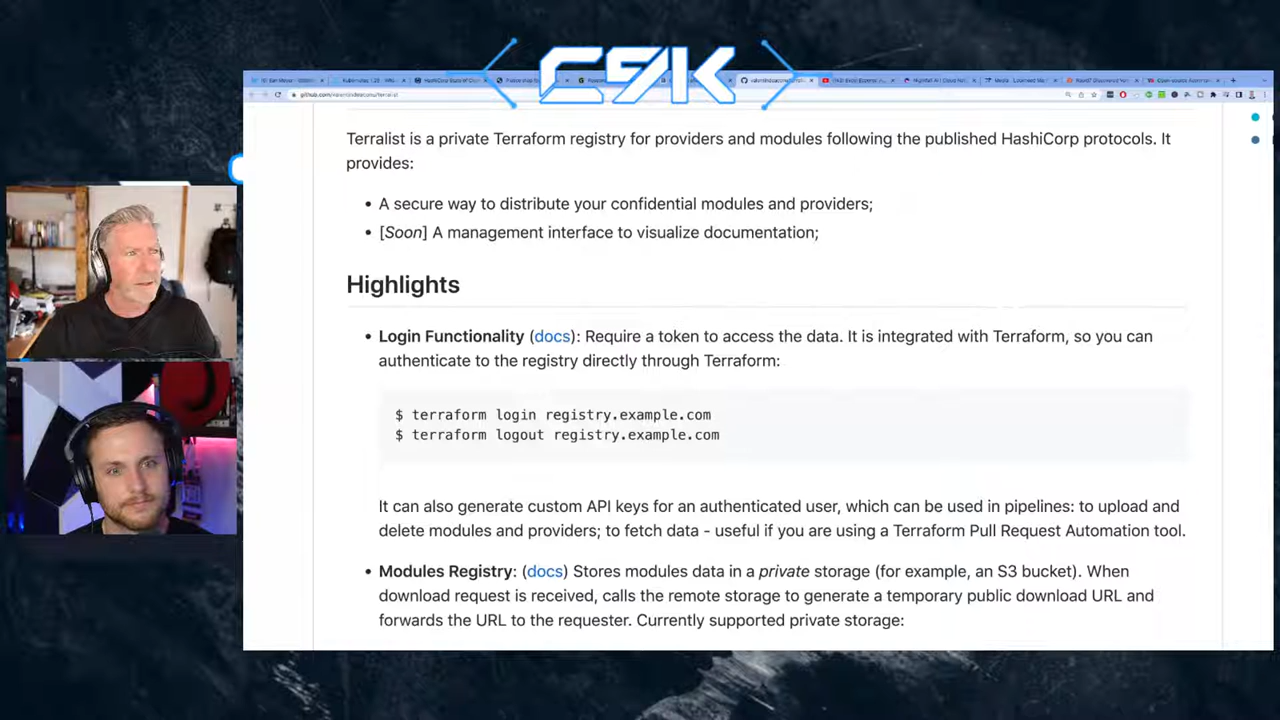 C9K
github.com/valentindeaconu/terralist
Terralist is a private Terraform registry for providers and modules following the published HashiCorp protocols. It
provides:
• A secure way to distribute your confidential modules and providers;
• [Soon] A management interface to visualize documentation;
Highlights
• Login Functionality (docs): Require a token to access the data. It is integrated with Terraform, so you can
authenticate to the registry directly through Terraform:
$ terraform login registry.example.com
$ terraform logout registry.example.com
It can also generate custom API keys for an authenticated user, which can be used in pipelines: to upload and
delete modules and providers; to fetch data - useful if you are using a Terraform Pull Request Automation tool.
• Modules Registry: (docs) Stores modules data in a private storage (for example, an S3 bucket). When
download request is received, calls the remote storage to generate a temporary public download URL and
forwards the URL to the requester. Currently supported private storage: